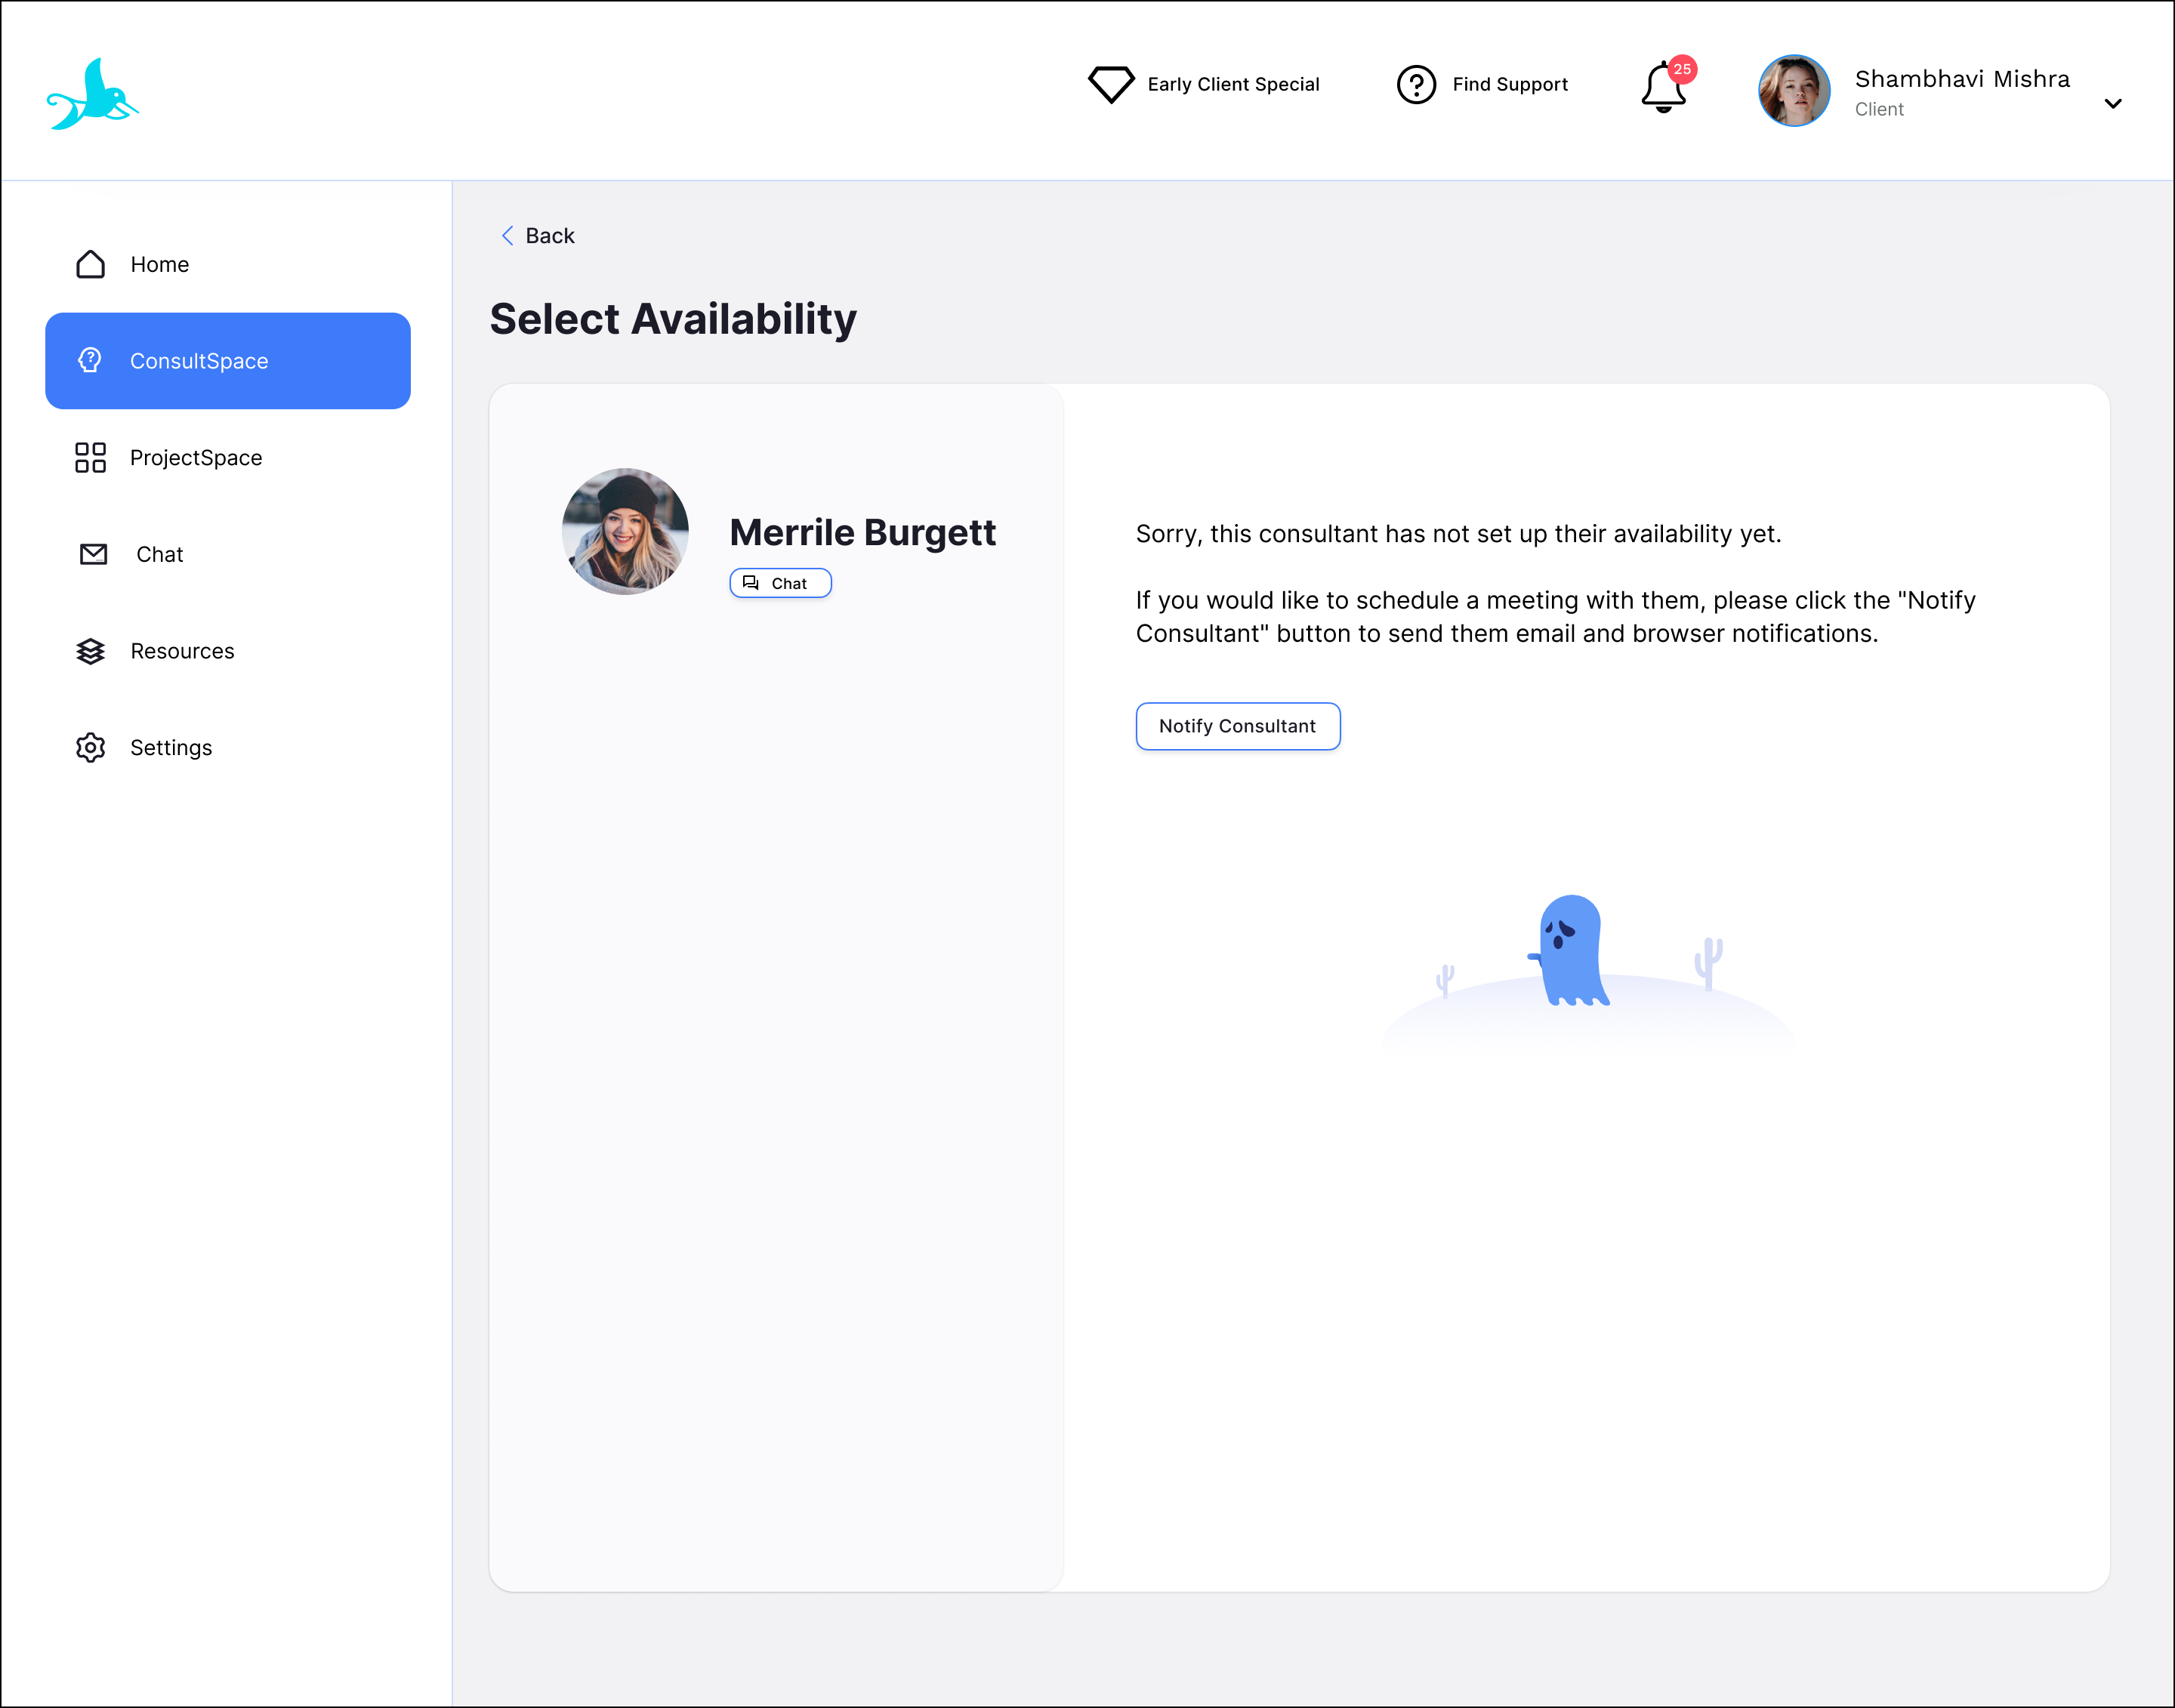 Early Client Special
Find Support
25
Shambhavi Mishra
Client
Home
ConsultSpace
ProjectSpace
Chat
Resources
Settings
Back
Select Availability
Merrile Burgett
Chat
Sorry, this consultant has not set up their availability yet.
If you would like to schedule a meeting with them, please click the "Notify
Consultant" button to send them email and browser notifications.
Notify Consultant